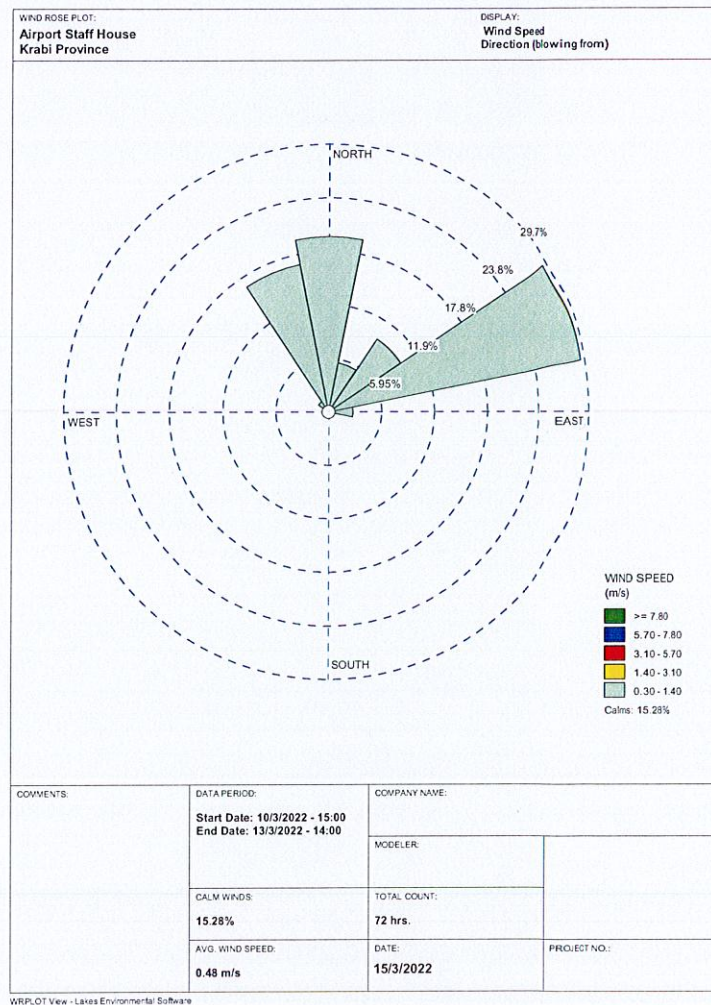 WIND ROSE PLOT:
Airport Staff House
Krabi Province
DISPLAY:
Wind Speed
Direction (blowing from)
NORTH
29.7%
23.8%
17.8%
11.9%
5.95%
WEST
EAST
SOUTH
WIND SPEED
(m/s)
>= 7.80
5.70 - 7.80
3.10 - 5.70
1.40 - 3.10
0.30 - 1.40
Calms: 15.28%
COMMENTS:
DATA PERIOD:
Start Date: 10/3/2022 - 15:00
End Date: 13/3/2022 - 14:00
COMPANY NAME:
MODELER:
CALM WINDS:
15.28%
TOTAL COUNT:
72 hrs.
AVG. WIND SPEED:
0.48 m/s
DATE:
15/3/2022
PROJECT NO.:
WRPLOT View - Lakes Environmental Software